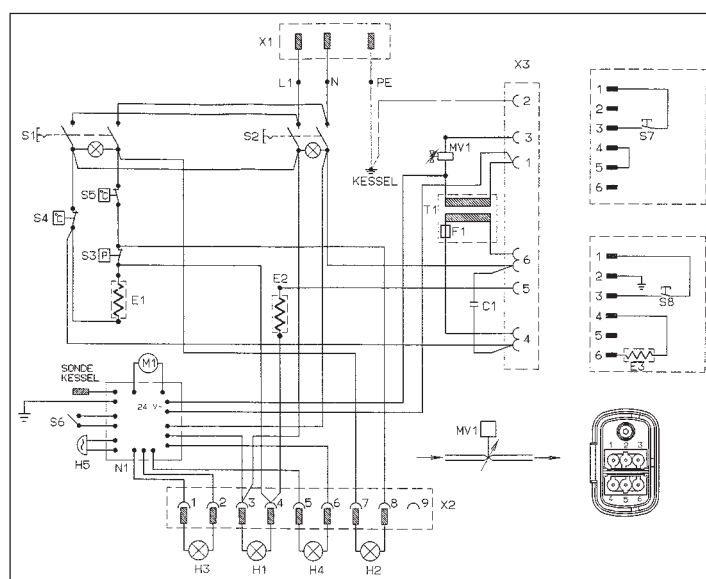 X1
X3
L1 N PE
2
S1
S2
3
MV1
1
KESSEL
S5 °C
S4 °C
T1
F1
S3 P
6
E1
E2
5
C1
4
SONDE
KESSEL
M1
24 V~
S6
H5
N1
MV1
1 2 3 4 5 6 7 8 9
X2
H3 H1 H4 H2
1
2
3
S7
4
5
6
1
2
3
S8
4
5
6
E3
1 2 3
4 5 6